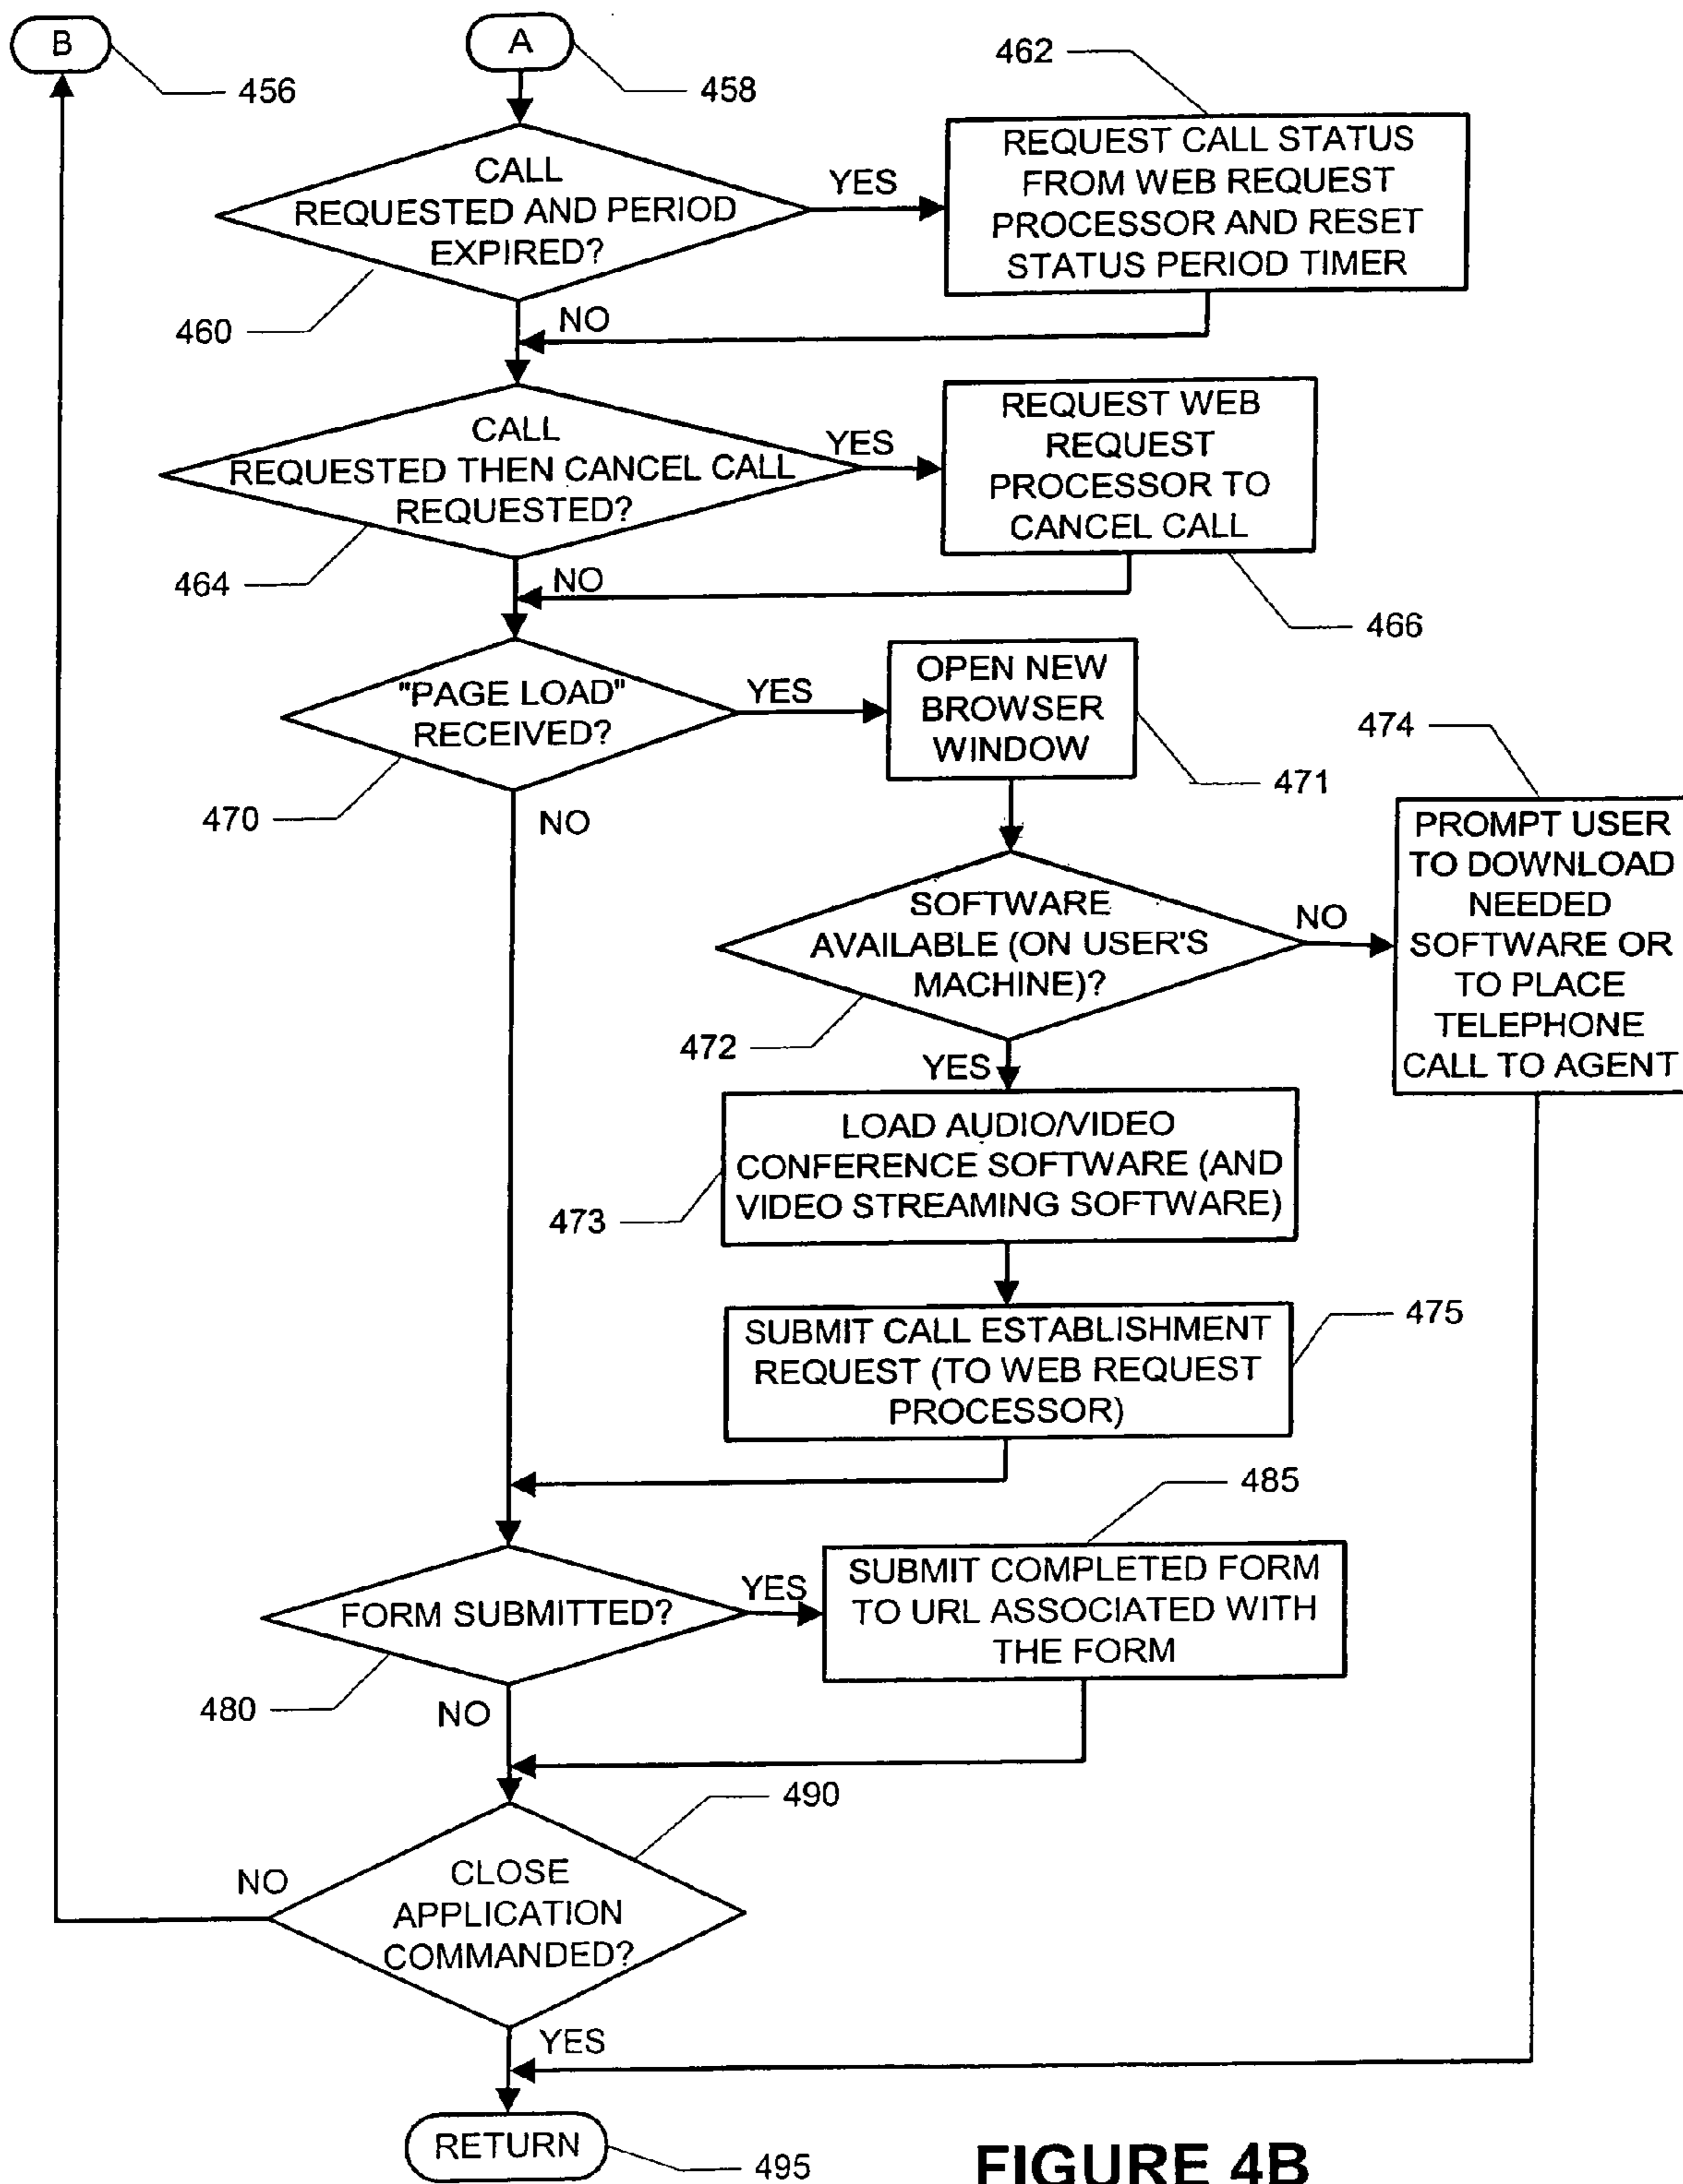 B
456
A
458
462
CALL
REQUESTED AND PERIOD
EXPIRED?
460
YES
NO
REQUEST CALL STATUS
FROM WEB REQUEST
PROCESSOR AND RESET
STATUS PERIOD TIMER
CALL
REQUESTED THEN CANCEL CALL
REQUESTED?
464
YES
NO
REQUEST WEB
REQUEST
PROCESSOR TO
CANCEL CALL
466
"PAGE LOAD"
RECEIVED?
470
YES
NO
OPEN NEW
BROWSER
WINDOW
471
474
SOFTWARE
AVAILABLE (ON USER'S
MACHINE)?
472
NO
YES
PROMPT USER
TO DOWNLOAD
NEEDED
SOFTWARE OR
TO PLACE
TELEPHONE
CALL TO AGENT
LOAD AUDIO/VIDEO
CONFERENCE SOFTWARE (AND
VIDEO STREAMING SOFTWARE)
473
SUBMIT CALL ESTABLISHMENT
REQUEST (TO WEB REQUEST
PROCESSOR)
475
485
FORM SUBMITTED?
480
YES
NO
SUBMIT COMPLETED FORM
TO URL ASSOCIATED WITH
THE FORM
490
CLOSE
APPLICATION
COMMANDED?
NO
YES
RETURN
495
FIGURE 4B